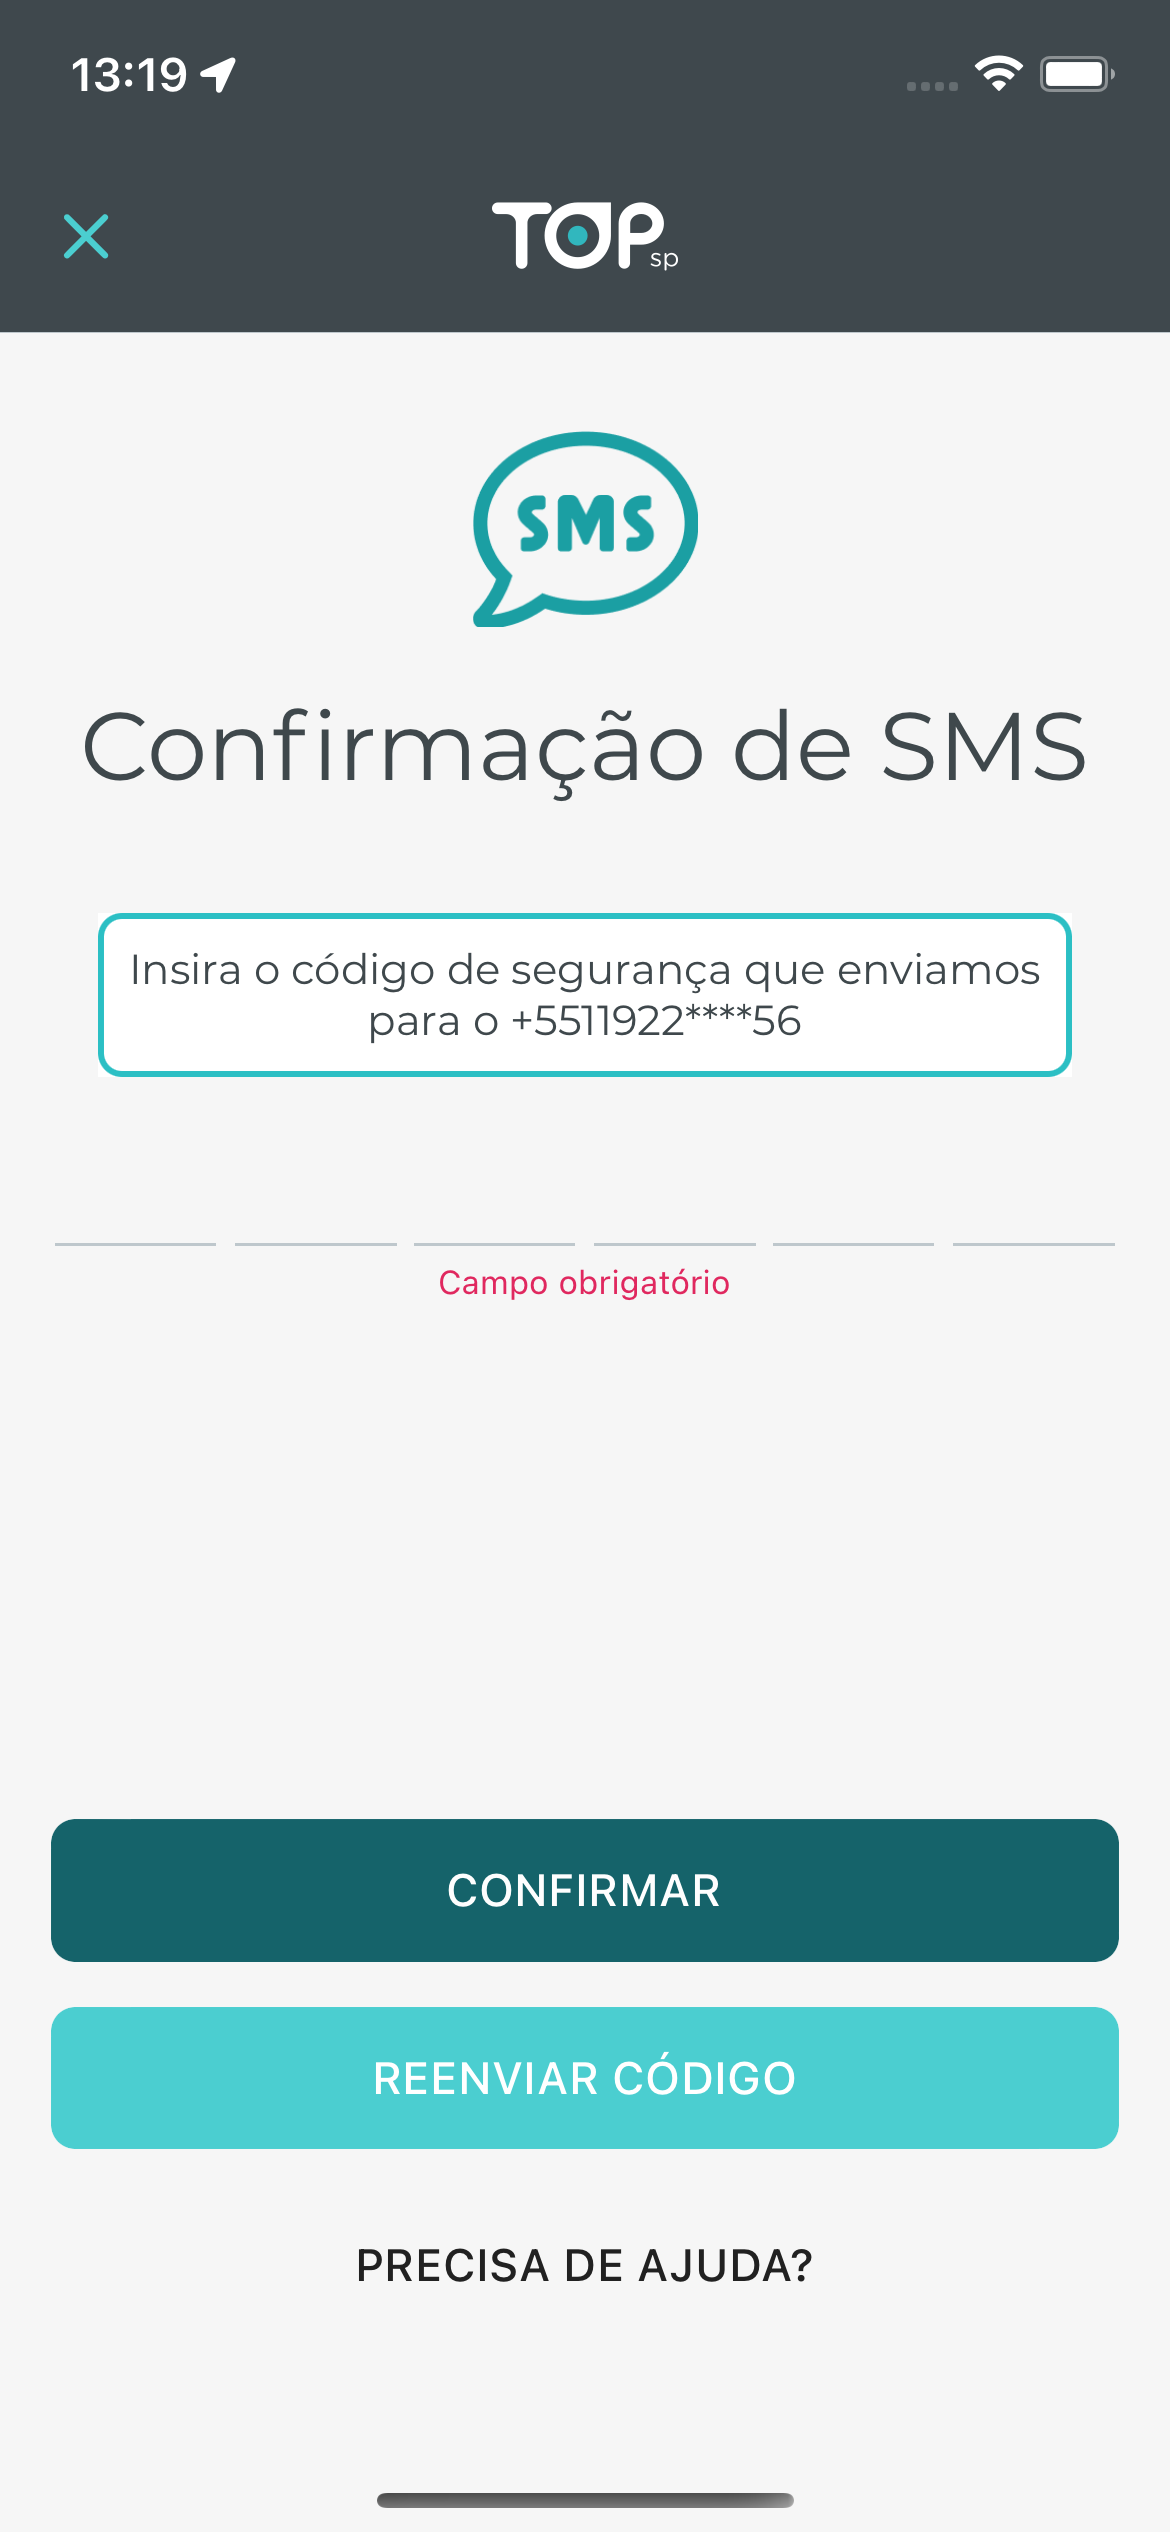 13:19
TOP sp
SMS
Confirmação de SMS
Insira o código de segurança que enviamos
para o +5511922****56
Campo obrigatório
CONFIRMAR
REENVIAR CÓDIGO
PRECISA DE AJUDA?